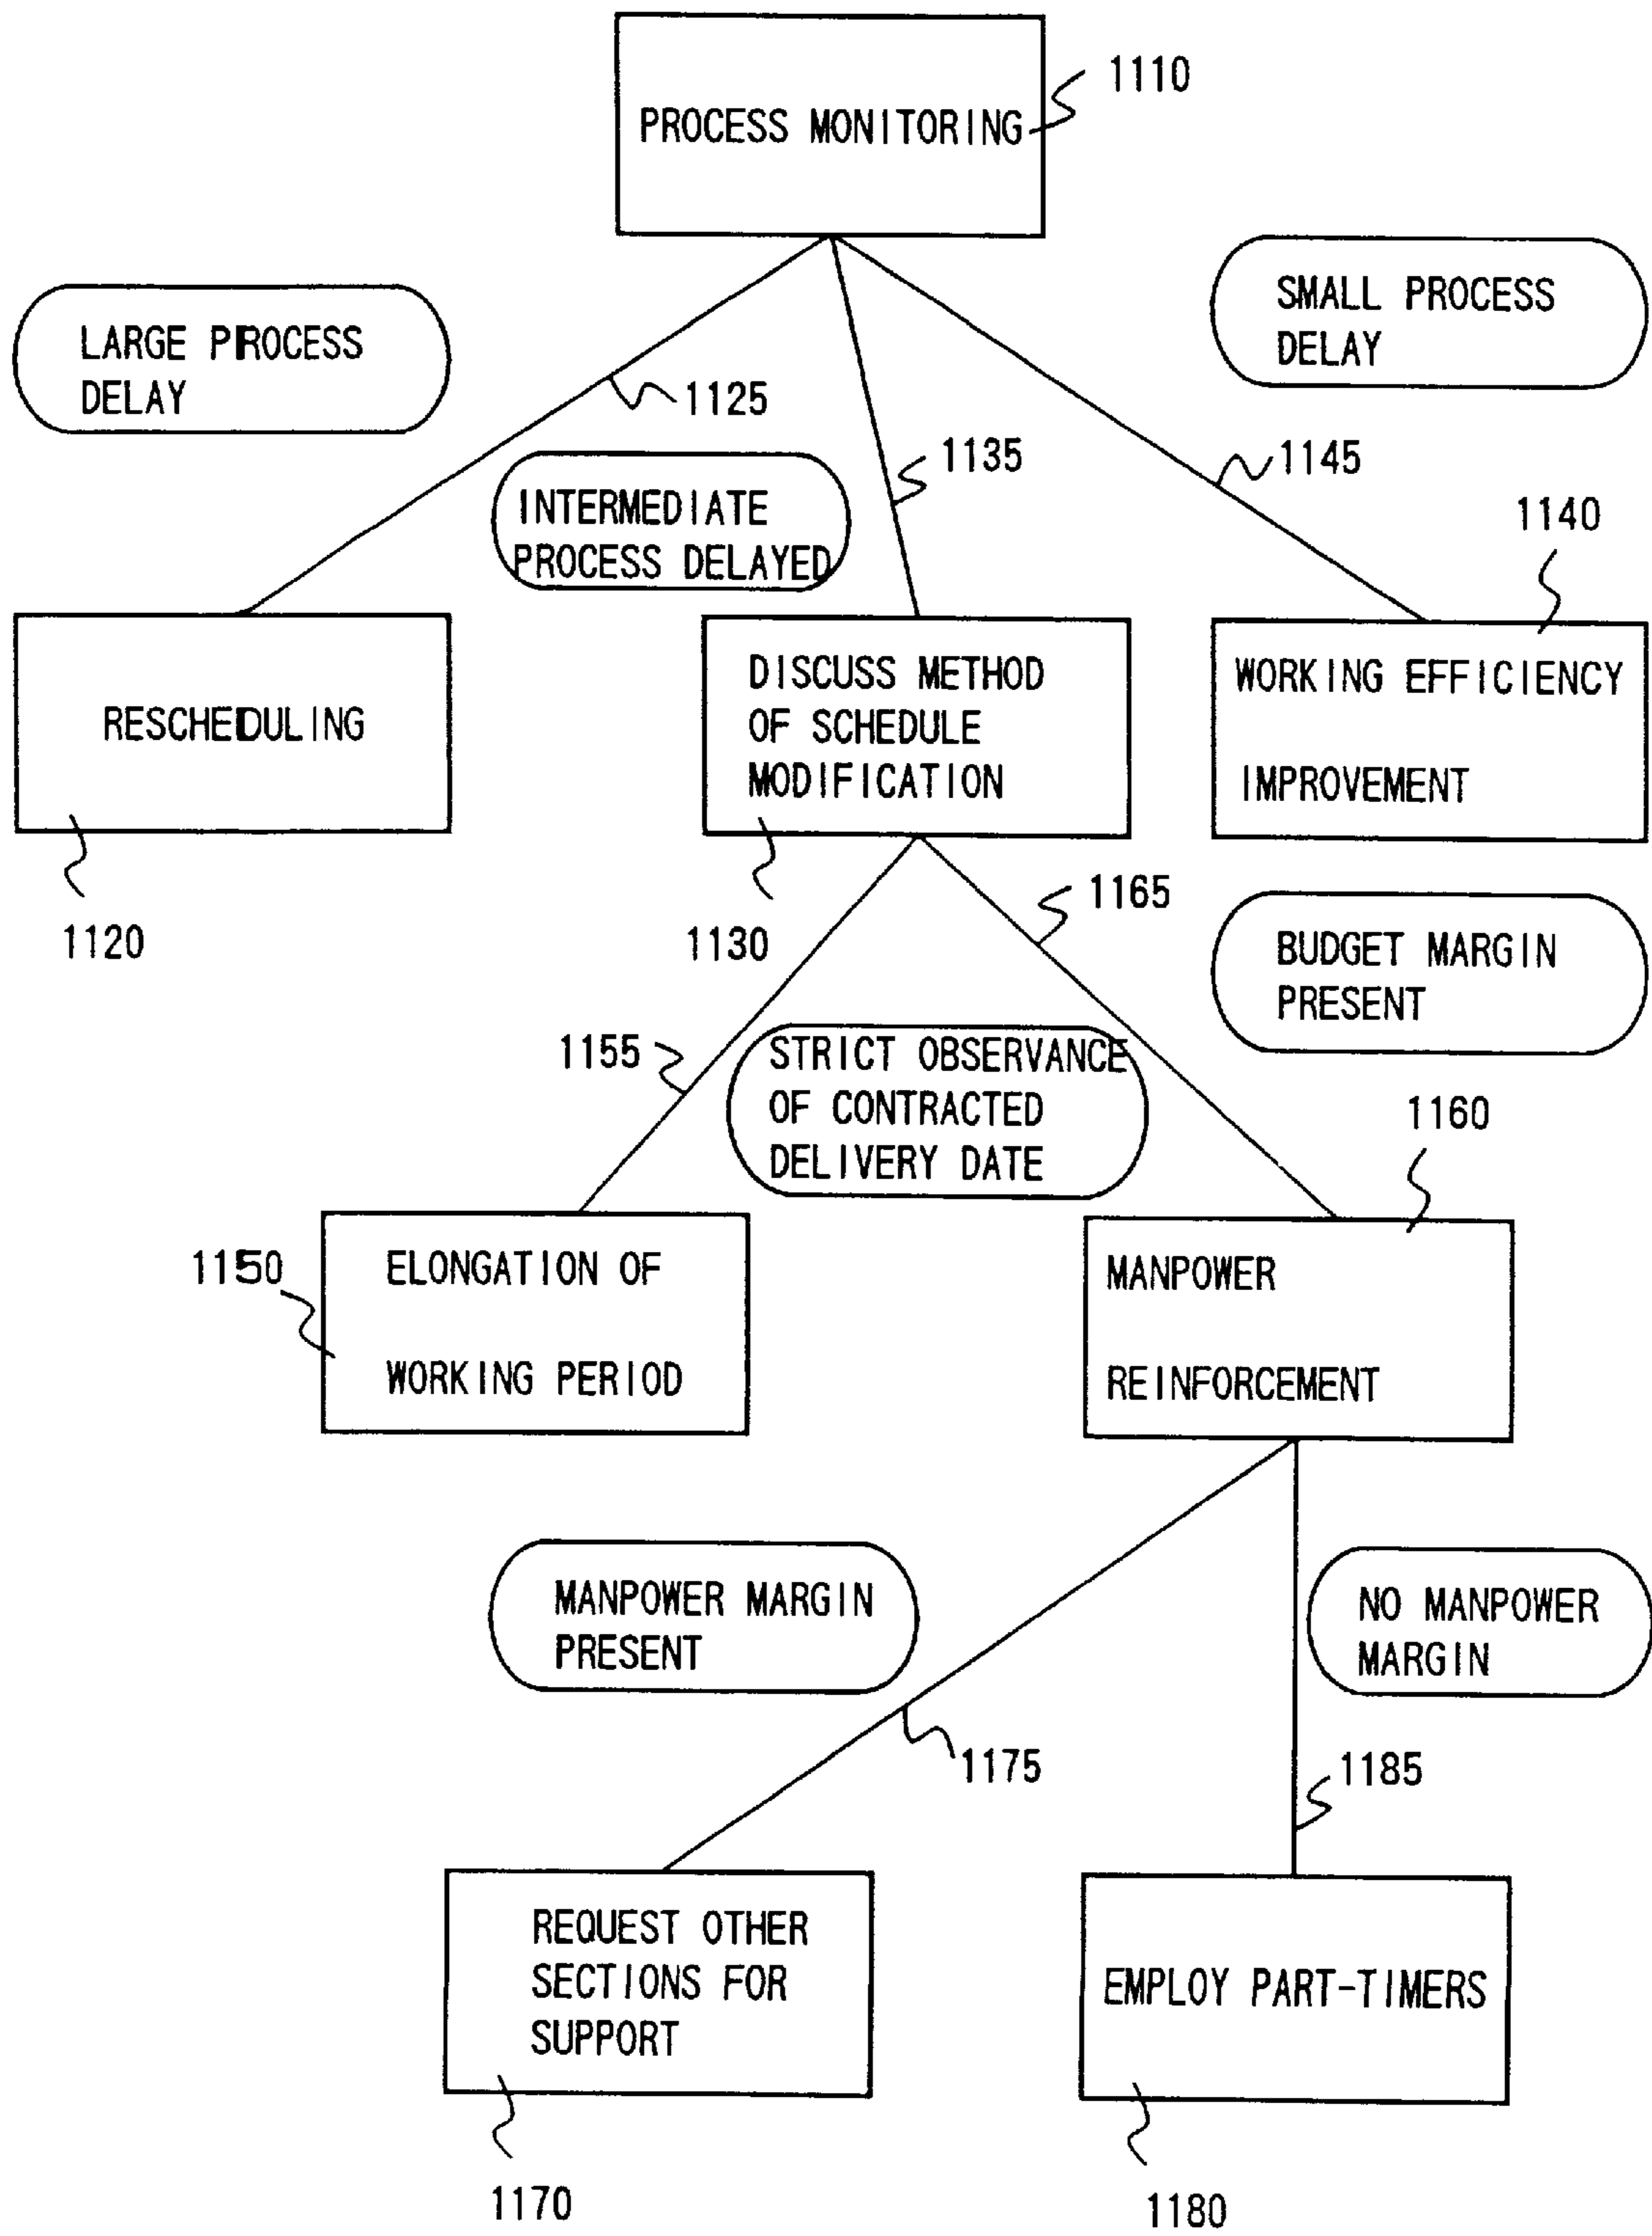 PROCESS MONITORING
1110
LARGE PROCESS
DELAY
1125
INTERMEDIATE
PROCESS DELAYED
1135
SMALL PROCESS
DELAY
1145
1140
RESCHEDULING
1120
DISCUSS METHOD
OF SCHEDULE
MODIFICATION
1130
WORKING EFFICIENCY
IMPROVEMENT
1165
BUDGET MARGIN
PRESENT
1155
STRICT OBSERVANCE
OF CONTRACTED
DELIVERY DATE
1160
1150
ELONGATION OF
WORKING PERIOD
MANPOWER
REINFORCEMENT
MANPOWER MARGIN
PRESENT
1175
NO MANPOWER
MARGIN
1185
REQUEST OTHER
SECTIONS FOR
SUPPORT
1170
EMPLOY PART-TIMERS
1180